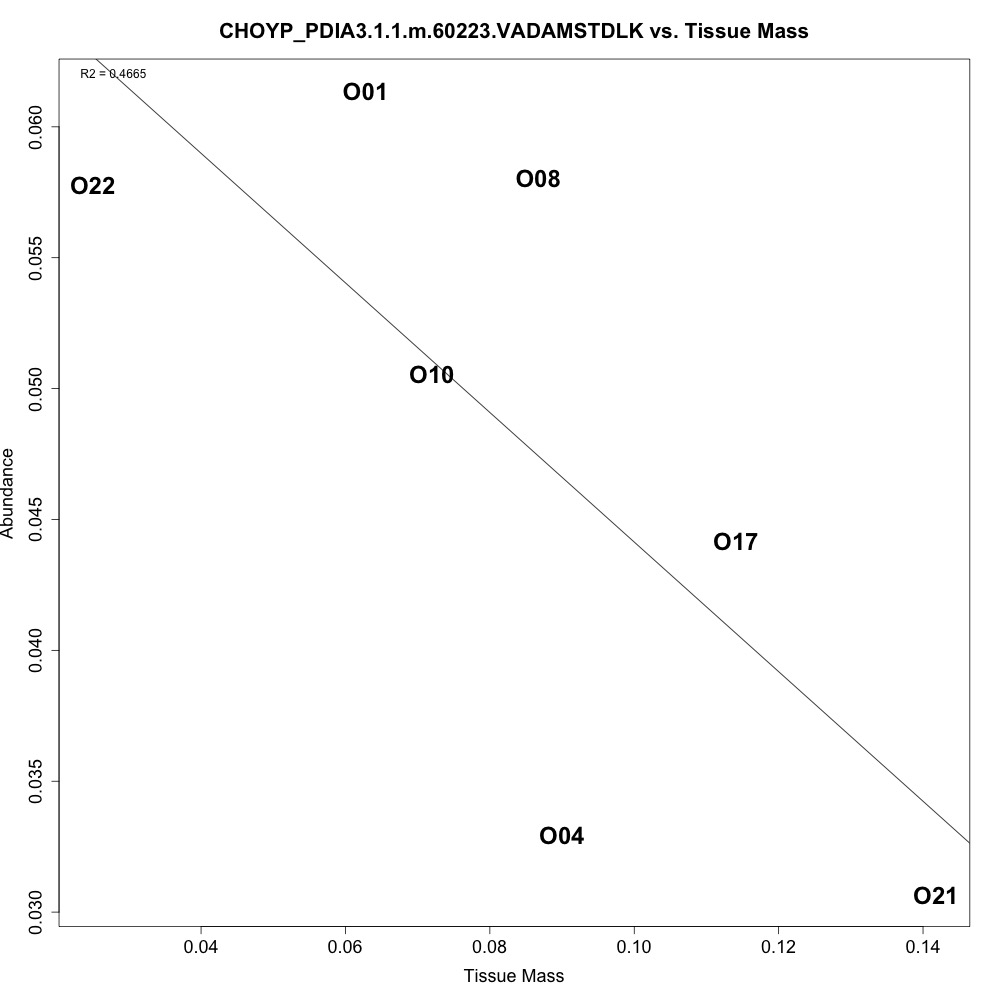 CHOYP_PDIA3.1.1.m.60223.VADAMSTDLK vs. Tissue Mass
R2 = 0.4665
O01
O08
O22
O10
O17
O04
O21
Abundance
0.060
0.055
0.050
0.045
0.040
0.035
0.030
0.04 0.06 0.08 0.10 0.12 0.14
Tissue Mass